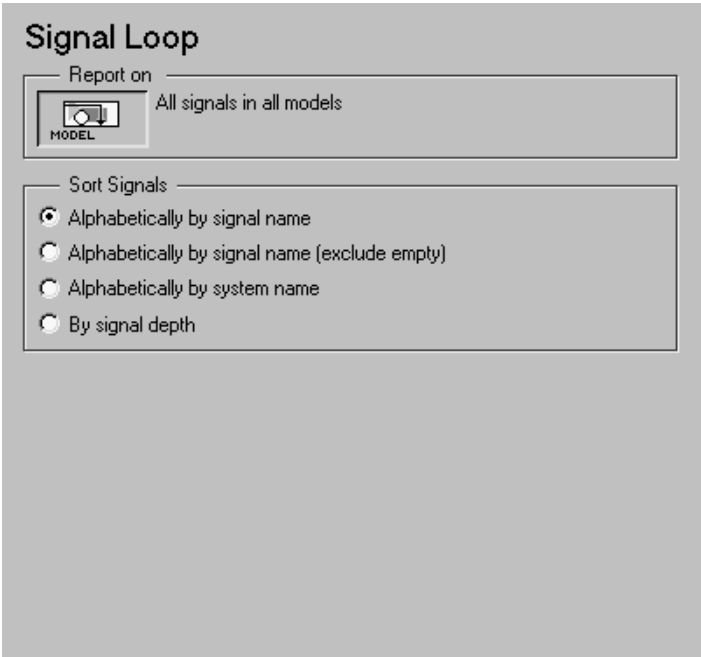 Signal Loop
Report on
All signals in all models
MODEL
Sort Signals
Alphabetically by signal name
Alphabetically by signal name (exclude empty)
Alphabetically by system name
By signal depth